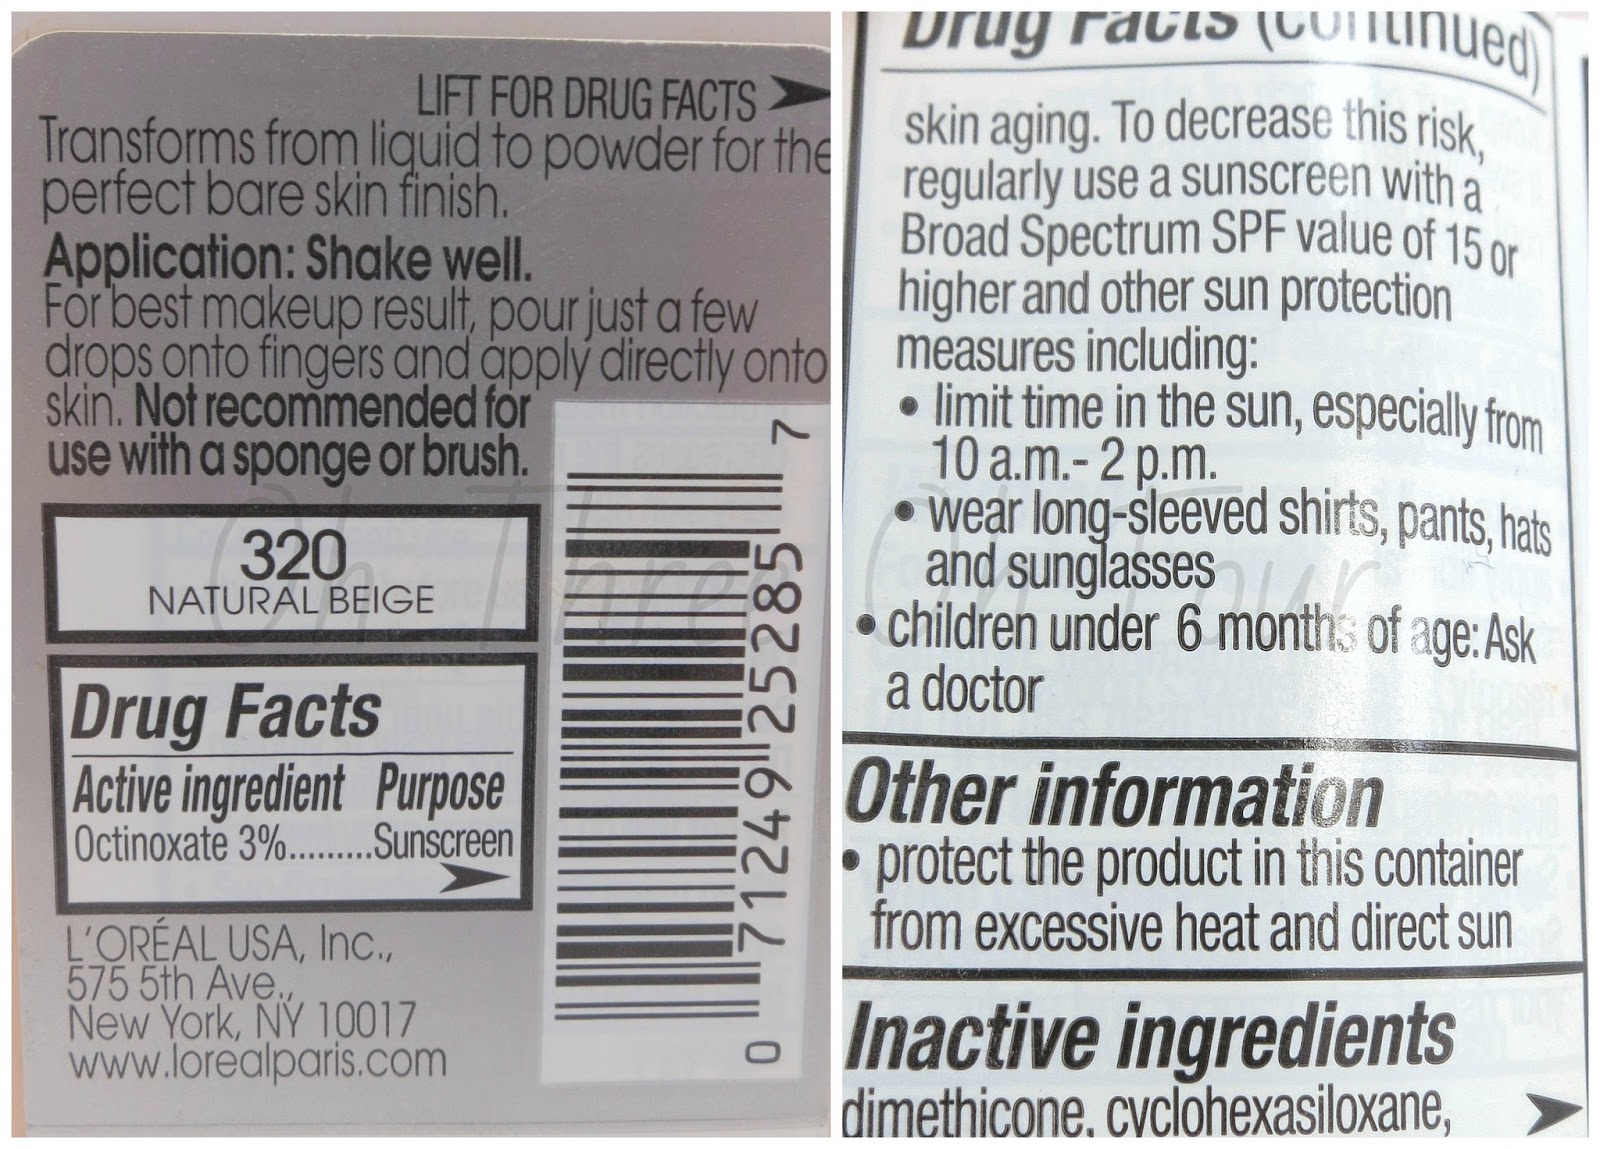 LIFT FOR DRUG FACTS
Transforms from liquid to powder for the
perfect bare skin finish.
Application: Shake well.
For best makeup result, pour just a few
drops onto fingers and apply directly onto
skin. Not recommended for
use with a sponge or brush.
320
NATURAL BEIGE
Drug Facts
Active ingredient Purpose
Octinoxate 3%.........Sunscreen
L'ORÉAL USA, Inc.,
575 5th Ave.,
New York, NY 10017
www.lorealparis.com
0 71249 25285 7
Drug Facts (continued)
skin aging. To decrease this risk,
regularly use a sunscreen with a
Broad Spectrum SPF value of 15 or
higher and other sun protection
measures including:
• limit time in the sun, especially from
10 a.m.- 2 p.m.
• wear long-sleeved shirts, pants, hats
and sunglasses
• children under 6 months of age: Ask
a doctor
Other information
• protect the product in this container
from excessive heat and direct sun
Inactive ingredients
dimethicone, cyclohexasiloxane,
Oh Three Oh Four